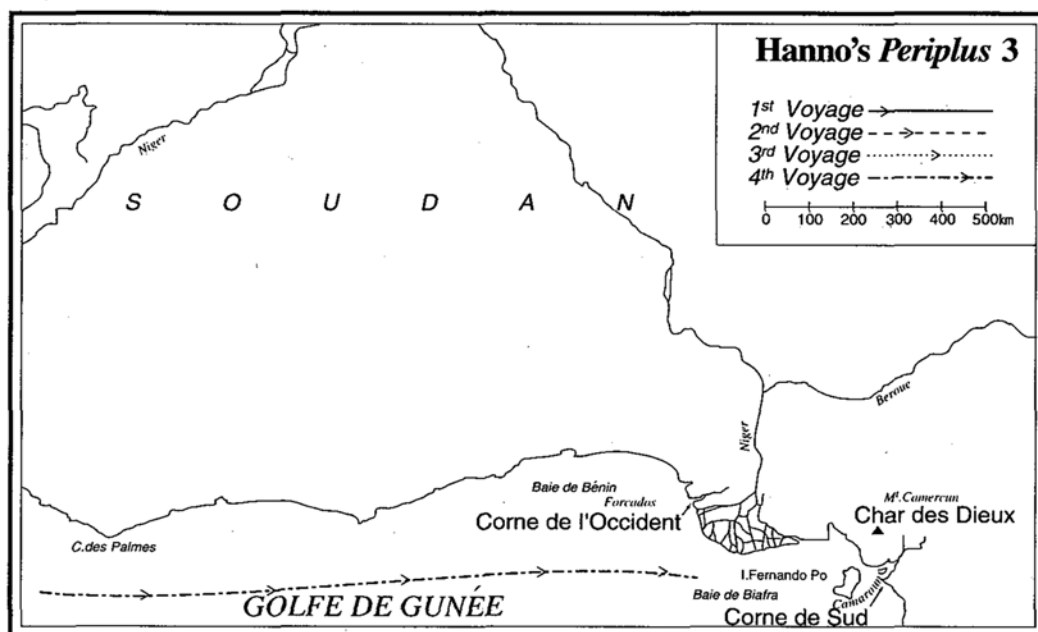 Hanno's Periplus 3
1st Voyage
2nd Voyage
3rd Voyage
4th Voyage
0 100 200 300 400 500km
Niger
S O U D A N
Niger
Beroue
Baie de Bénin
Forcados
Corne de l'Occident
Mt. Camercun
Char des Dieux
C.des Palmes
I.Fernando Po
Baie de Biafra
Camaroun
GOLFE DE GUNÉE
Corne de Sud